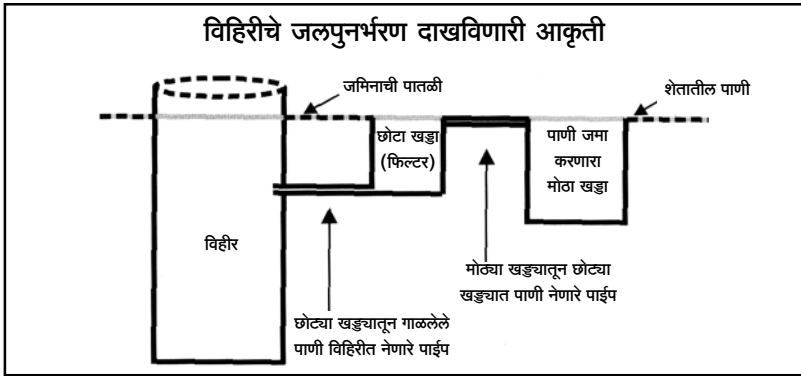 विहिरीचे जलपुनर्भरण दाखविणारी आकृती
जमिनाची पातळी
शेतातील पाणी
छोटा खड्डा
(फिल्टर)
पाणी जमा
करणारा
मोठा खड्डा
विहीर
मोठ्या खड्ड्यातून छोट्या
खड्ड्यात पाणी नेणारे पाईप
छोट्या खड्ड्यातून गाळलेले
पाणी विहिरीत नेणारे पाईप